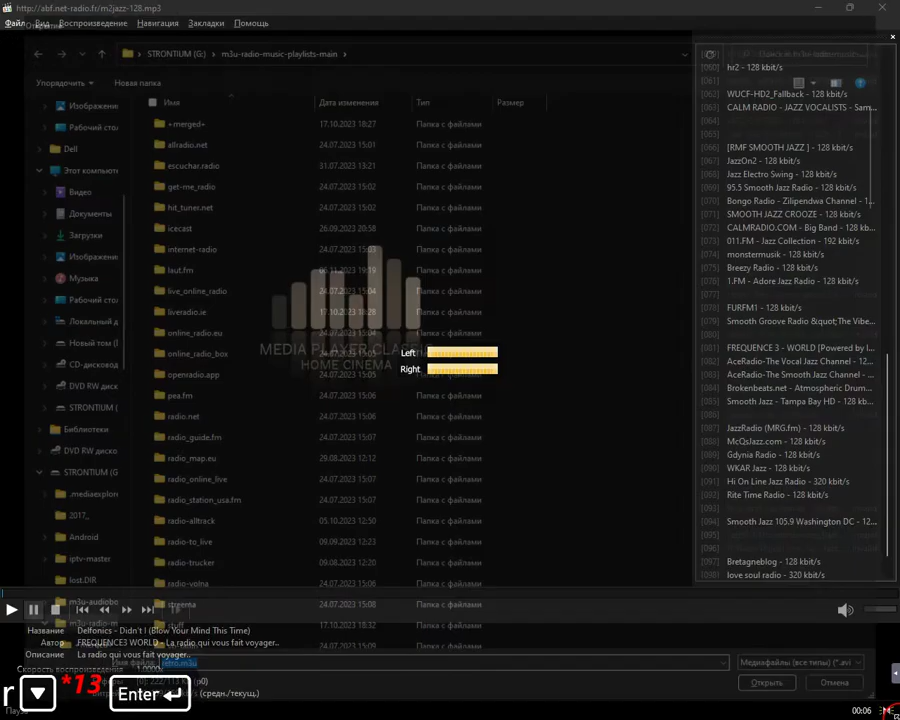 http://abf.net-radio.fr/m2jazz-128.mp3
Файл Вид Воспроизведение Навигация Закладки Помощь
STRONTIUM (G:) › m3u-radio-music-playlists-main ›
Упорядочить Новая папка
Имя Дата изменения Тип Размер
Изображени
Рабочий сто
Dell
Этот компьюто
Видео
Документы
Загрузки
Изображени
Музыка
Рабочий сто
Локальный д
Новый том (
CD-дисковод
DVD RW диск
STRONTIUM (
Библиотеки
DVD RW диско
STRONTIUM (G
.mediaexplor
2017_
Android
iptv-master
lost.DIR
m3u-audiobo
+merged+ 17.10.2023 18:27 Папка с файлами
allradio.net 24.07.2023 15:01 Папка с файлами
escuchar.radio 31.07.2023 13:21 Папка с файлами
get-me_radio 24.07.2023 15:02 Папка с файлами
hit_tuner.net 24.07.2023 15:02 Папка с файлами
icecast 26.09.2023 20:58 Папка с файлами
internet-radio 24.07.2023 15:03 Папка с файлами
laut.fm 06.11.2023 19:19 Папка с файлами
live_online_radio 24.07.2023 15:04 Папка с файлами
liveradio.ie 17.10.2023 18:28 Папка с файлами
online_radio.eu 24.07.2023 15:04 Папка с файлами
online_radio_box 24.07.2023 15:05 Папка с файлами
openradio.app 24.07.2023 15:05 Папка с файлами
pea.fm 24.07.2023 15:06 Папка с файлами
radio.net 24.07.2023 15:06 Папка с файлами
radio_guide.fm 24.07.2023 15:07 Папка с файлами
radio_map.eu 29.08.2023 12:12 Папка с файлами
radio_online_live 24.07.2023 15:07 Папка с файлами
radio_station_usa.fm 24.07.2023 15:07 Папка с файлами
radio-alltrack 05.10.2023 12:50 Папка с файлами
radio-to_live 09.09.2023 12:23 Папка с файлами
radio-trucker 09.08.2023 12:20 Папка с файлами
radio-volna 24.07.2023 15:08 Папка с файлами
streema 24.07.2023 15:08 Папка с файлами
stuff Папка с файлами
MEDIA PLAYER CLASSIC
HOME CINEMA
Left
Right
[060] hr2 - 128 kbit/s
[061]
[062] WUCF-HD2_Fallback - 128 kbit/s
[063] CALM RADIO - JAZZ VOCALISTS - Sam...
[064]
[065]
[066] [RMF SMOOTH JAZZ ] - 128 kbit/s
[067] JazzOn2 - 128 kbit/s
[068] Jazz Electro Swing - 128 kbit/s
[069] 95.5 Smooth Jazz Radio - 128 kbit/s
[070] Bongo Radio - Zilipendwa Channel - 1...
[071] SMOOTH JAZZ CROOZE - 128 kbit/s
[072] CALMRADIO.COM - Big Band - 128 kb...
[073] 011.FM - Jazz Collection - 192 kbit/s
[074] monstermusik - 128 kbit/s
[075] Breezy Radio - 128 kbit/s
[076] 1.FM - Adore Jazz Radio - 128 kbit/s
[077]
[078] FURFM1 - 128 kbit/s
[079] Smooth Groove Radio &quot;The Vibe...
[080]
[081] FREQUENCE 3 - WORLD [Powered by I...
[082] AceRadio-The Vocal Jazz Channel - 12...
[083] AceRadio-The Smooth Jazz Channel - ...
[084] Brokenbeats.net - Atmospheric Drum...
[085] Smooth Jazz - Tampa Bay HD - 128 kb...
[086]
[087] JazzRadio (MRG.fm) - 128 kbit/s
[088] McQsJazz.com - 128 kbit/s
[089] Gdynia Radio - 128 kbit/s
[090] WKAR Jazz - 128 kbit/s
[091] Hi On Line Jazz Radio - 320 kbit/s
[092] Rite Time Radio - 128 kbit/s
[093]
[094] Smooth Jazz 105.9 Washington DC - 12...
[095]
[096]
[097] Bretagneblog - 128 kbit/s
[098] love soul radio - 320 kbit/s
Название Delfonics - Didn't I (Blow Your Mind This Time)
Автор FREQUENCE3 WORLD - La radio qui vous fait voyager..
Описание La radio qui vous fait voyager..
Имя файла: retro.m3u Медиафайлы (все типы) (*.avi
Скорость воспроизведения 1.0000x
Открыть Отмена
r *13 Enter
Пауза
00:06